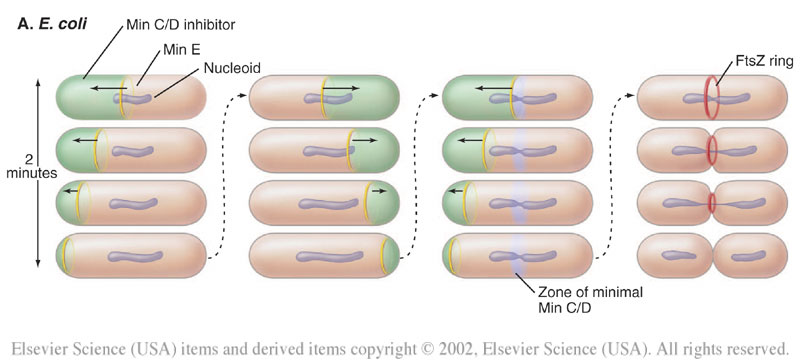 A. E. coli
Min C/D inhibitor
Min E
Nucleoid
FtsZ ring
2
minutes
Zone of minimal
Min C/D
Elsevier Science (USA) items and derived items copyright © 2002, Elsevier Science (USA). All rights reserved.